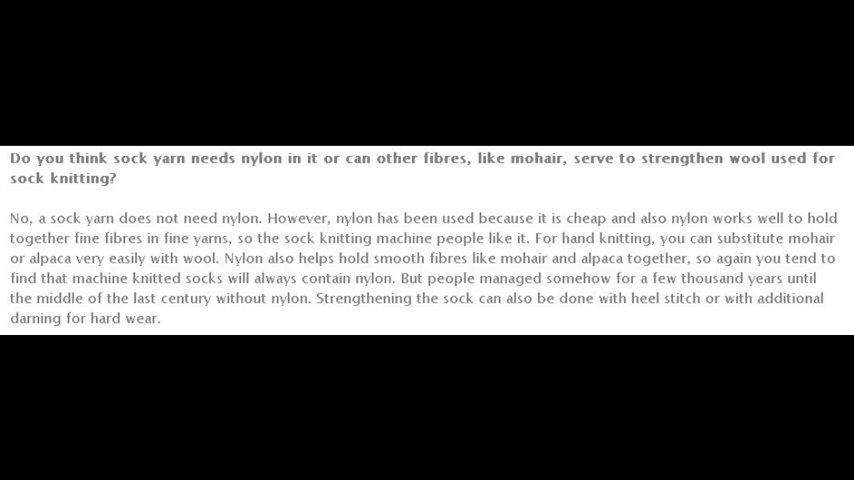 Do you think sock yarn needs nylon in it or can other fibres, like mohair, serve to strengthen wool used for
sock knitting?
No, a sock yarn does not need nylon. However, nylon has been used because it is cheap and also nylon works well to hold
together fine fibres in fine yarns, so the sock knitting machine people like it. For hand knitting, you can substitute mohair
or alpaca very easily with wool. Nylon also helps hold smooth fibres like mohair and alpaca together, so again you tend to
find that machine knitted socks will always contain nylon. But people managed somehow for a few thousand years until
the middle of the last century without nylon. Strengthening the sock can also be done with heel stitch or with additional
darning for hard wear.